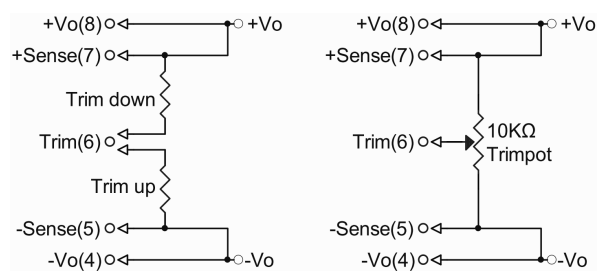 +Vo(8) +Vo
+Sense(7)
Trim down
Trim(6)
Trim up
-Sense(5)
-Vo(4) -Vo
+Vo(8) +Vo
+Sense(7)
Trim(6)
10KΩ
Trimpot
-Sense(5)
-Vo(4) -Vo